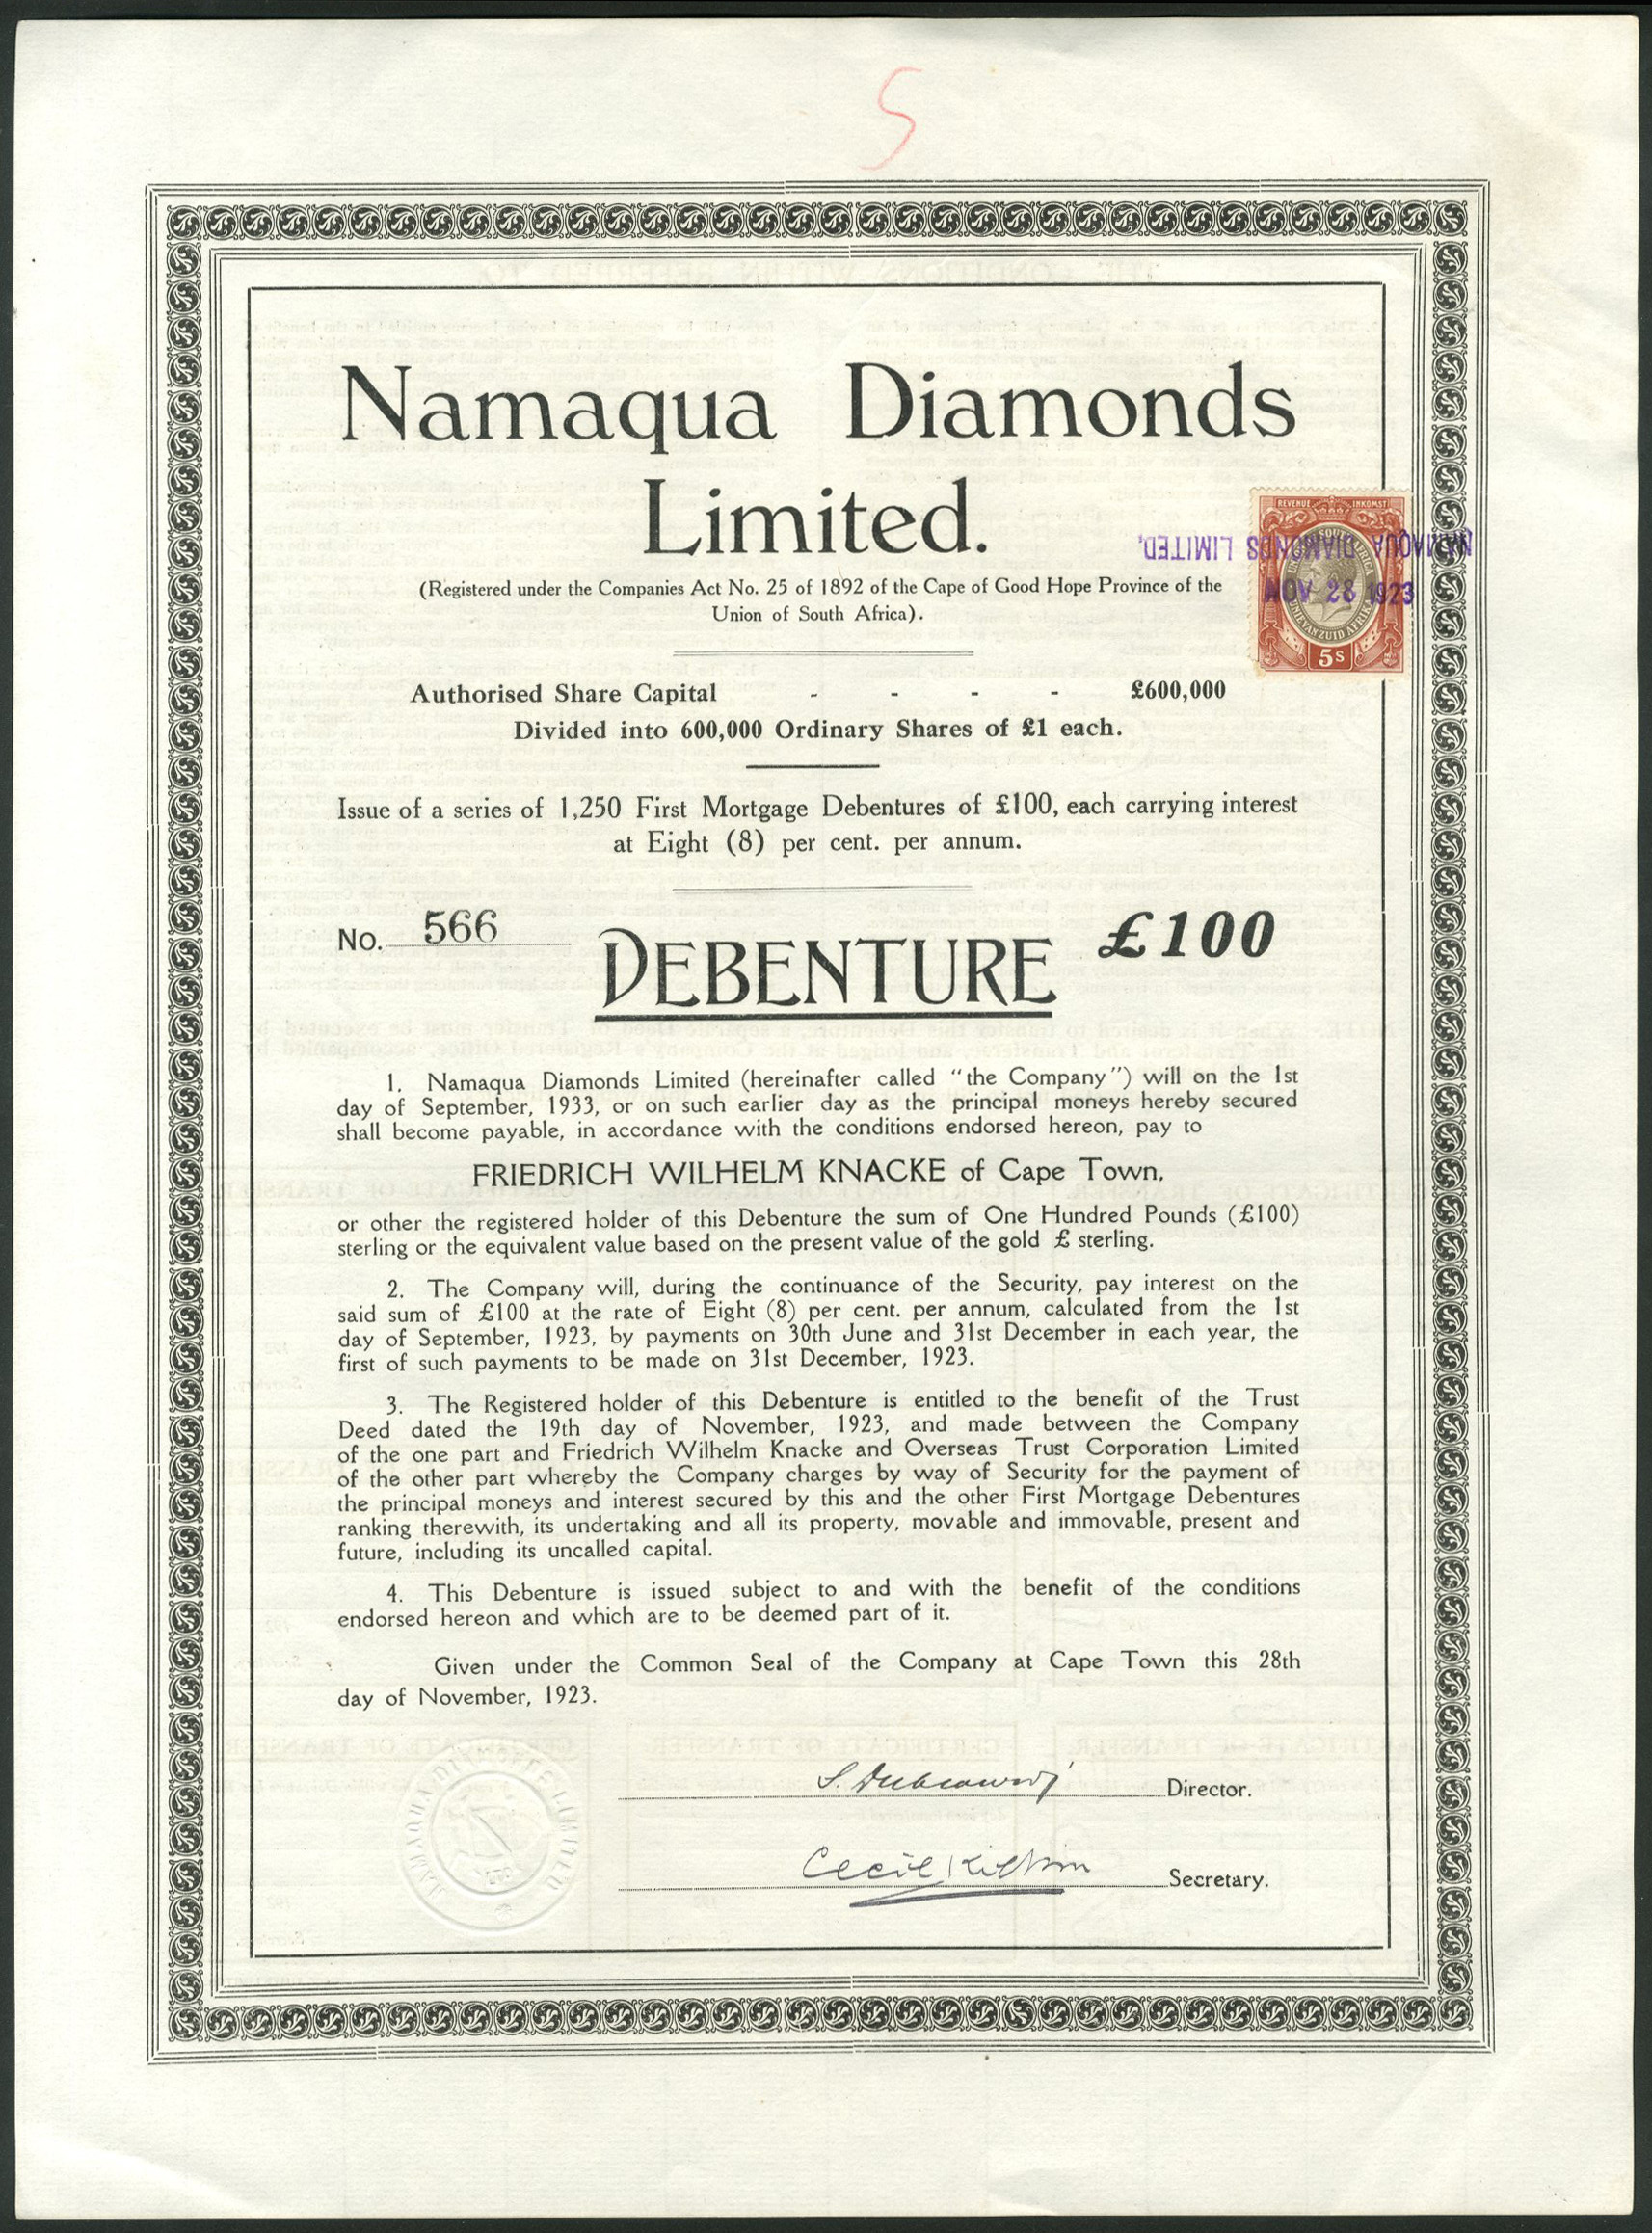 5
Namaqua Diamonds
Limited.
(Registered under the Companies Act No. 25 of 1892 of the Cape of Good Hope Province of the
Union of South Africa).
REVENUE INKOMST
UNION OF SOUTH AFRICA
UNIE VAN ZUID AFRIKA
5s
NAMAQUA DIAMONDS LIMITED,
NOV 28 1923
Authorised Share Capital - - - - £600,000
Divided into 600,000 Ordinary Shares of £1 each.
Issue of a series of 1,250 First Mortgage Debentures of £100, each carrying interest
at Eight (8) per cent. per annum.
No. 566 DEBENTURE £100
1. Namaqua Diamonds Limited (hereinafter called "the Company") will on the 1st
day of September, 1933, or on such earlier day as the principal moneys hereby secured
shall become payable, in accordance with the conditions endorsed hereon, pay to
FRIEDRICH WILHELM KNACKE of Cape Town,
or other the registered holder of this Debenture the sum of One Hundred Pounds (£100)
sterling or the equivalent value based on the present value of the gold £ sterling.
2. The Company will, during the continuance of the Security, pay interest on the
said sum of £100 at the rate of Eight (8) per cent. per annum, calculated from the 1st
day of September, 1923, by payments on 30th June and 31st December in each year, the
first of such payments to be made on 31st December, 1923.
3. The Registered holder of this Debenture is entitled to the benefit of the Trust
Deed dated the 19th day of November, 1923, and made between the Company
of the one part and Friedrich Wilhelm Knacke and Overseas Trust Corporation Limited
of the other part whereby the Company charges by way of Security for the payment of
the principal moneys and interest secured by this and the other First Mortgage Debentures
ranking therewith, its undertaking and all its property, movable and immovable, present and
future, including its uncalled capital.
4. This Debenture is issued subject to and with the benefit of the conditions
endorsed hereon and which are to be deemed part of it.
Given under the Common Seal of the Company at Cape Town this 28th
day of November, 1923.
Director.
Cecil
Secretary.